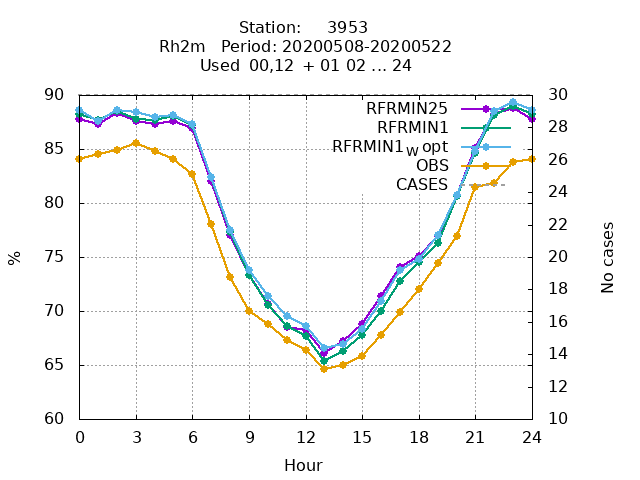 Station: 3953
Rh2m Period: 20200508-20200522
Used 00,12 + 01 02 ... 24
90 30
RFRMIN25
28
RFRMIN1
85
RFRMIN1w opt
26
OBS
CASES
24
80
22
75 20
%
No cases
18
70
16
65
14
12
60 10
0 3 6 9 12 15 18 21 24
Hour